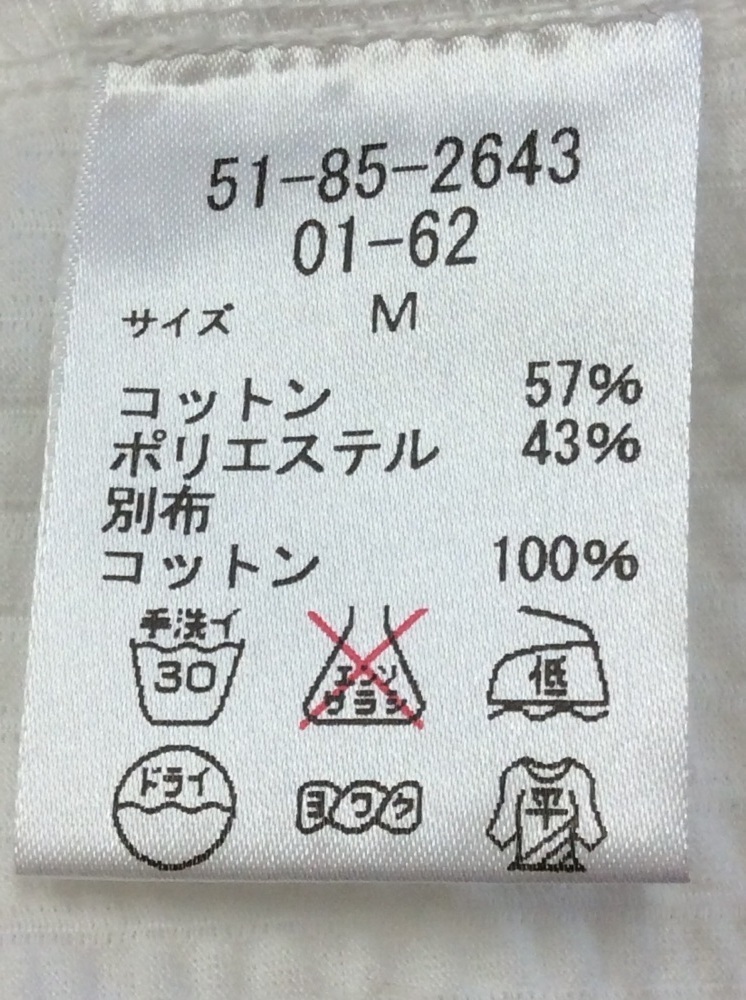 51-85-2643
01-62
サイズ M
コットン 57%
ポリエステル 43%
別布
コットン 100%
手洗イ
30
エンソ
サラシ
低
ドライ
ヨワク
平